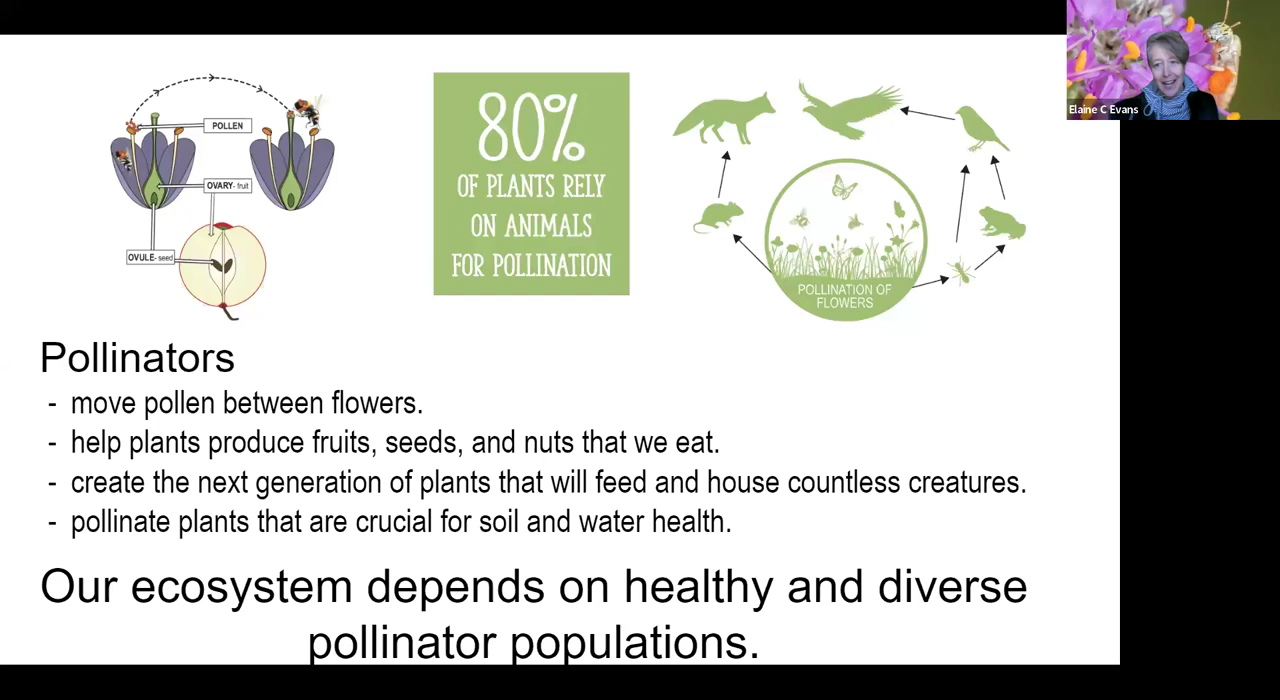 Elaine C Evans
POLLEN
OVARY- fruit
OVULE- seed
80%
OF PLANTS RELY
ON ANIMALS
FOR POLLINATION
POLLINATION OF
FLOWERS
Pollinators
- move pollen between flowers.
- help plants produce fruits, seeds, and nuts that we eat.
- create the next generation of plants that will feed and house countless creatures.
- pollinate plants that are crucial for soil and water health.
Our ecosystem depends on healthy and diverse
pollinator populations.